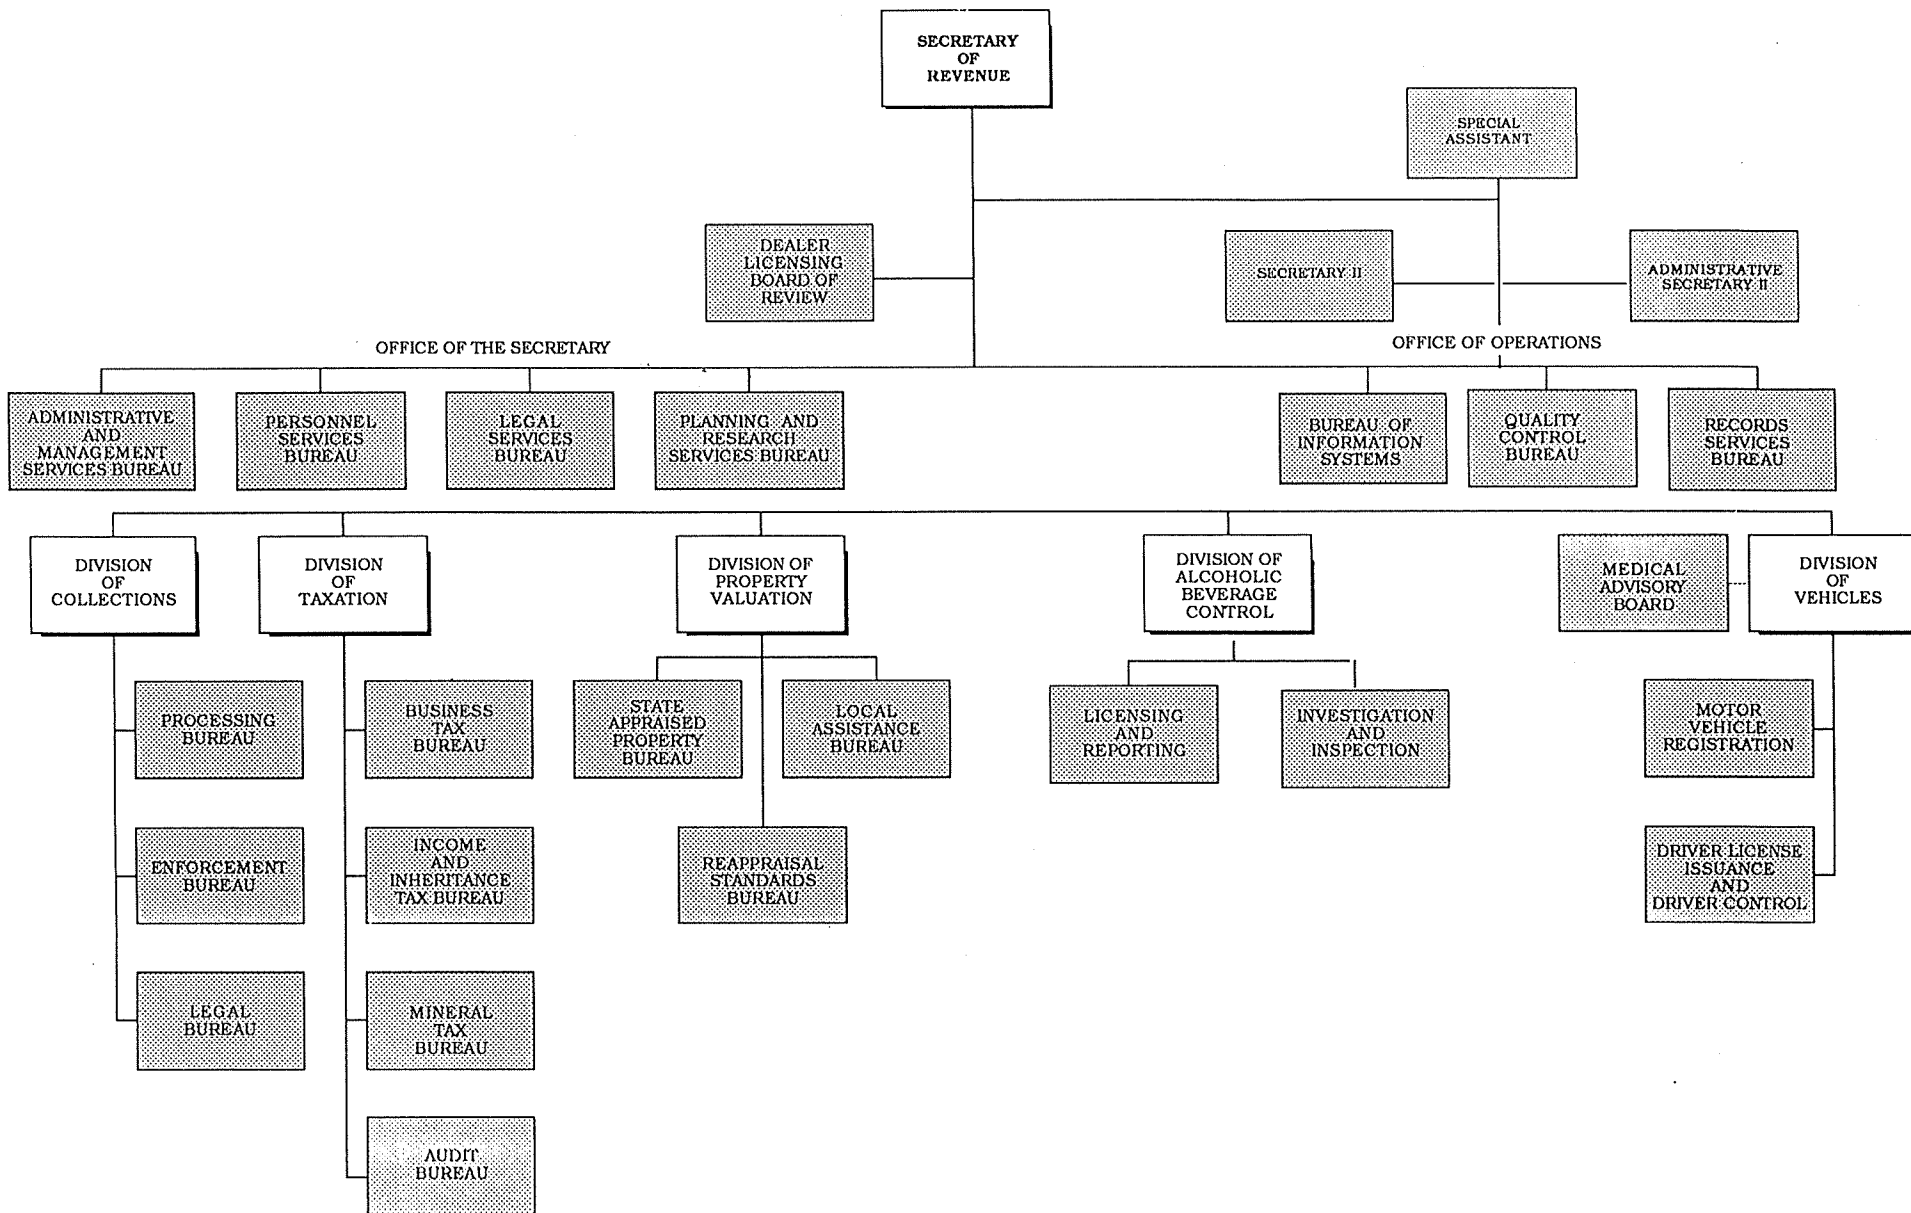 SECRETARY
OF
REVENUE
SPECIAL
ASSISTANT
DEALER
LICENSING
BOARD OF
REVIEW
SECRETARY II
ADMINISTRATIVE
SECRETARY II
OFFICE OF THE SECRETARY
OFFICE OF OPERATIONS
ADMINISTRATIVE
AND
MANAGEMENT
SERVICES BUREAU
PERSONNEL
SERVICES
BUREAU
LEGAL
SERVICES
BUREAU
PLANNING AND
RESEARCH
SERVICES BUREAU
BUREAU OF
INFORMATION
SYSTEMS
QUALITY
CONTROL
BUREAU
RECORDS
SERVICES
BUREAU
DIVISION
OF
COLLECTIONS
DIVISION
OF
TAXATION
DIVISION OF
PROPERTY
VALUATION
DIVISION OF
ALCOHOLIC
BEVERAGE
CONTROL
MEDICAL
ADVISORY
BOARD
DIVISION
OF
VEHICLES
PROCESSING
BUREAU
BUSINESS
TAX
BUREAU
STATE
APPRAISED
PROPERTY
BUREAU
LOCAL
ASSISTANCE
BUREAU
LICENSING
AND
REPORTING
INVESTIGATION
AND
INSPECTION
MOTOR
VEHICLE
REGISTRATION
ENFORCEMENT
BUREAU
INCOME
AND
INHERITANCE
TAX BUREAU
REAPPRAISAL
STANDARDS
BUREAU
DRIVER LICENSE
ISSUANCE
AND
DRIVER CONTROL
LEGAL
BUREAU
MINERAL
TAX
BUREAU
AUDIT
BUREAU